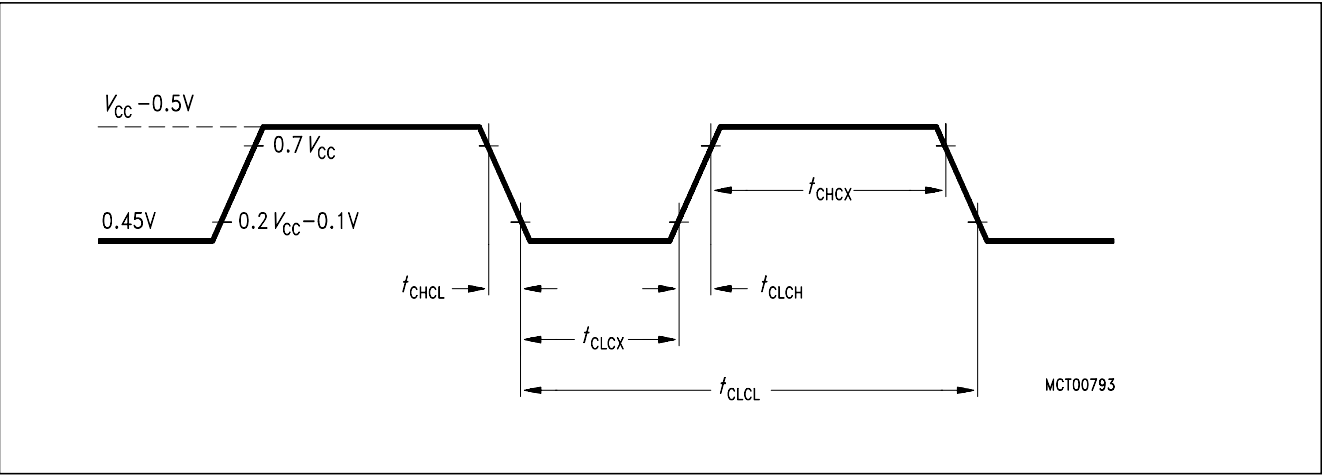 V_CC −0.5V
0.7 V_CC
0.45V
0.2 V_CC −0.1V
t_CHCX
t_CHCL
t_CLCH
t_CLCX
t_CLCL
MCT00793